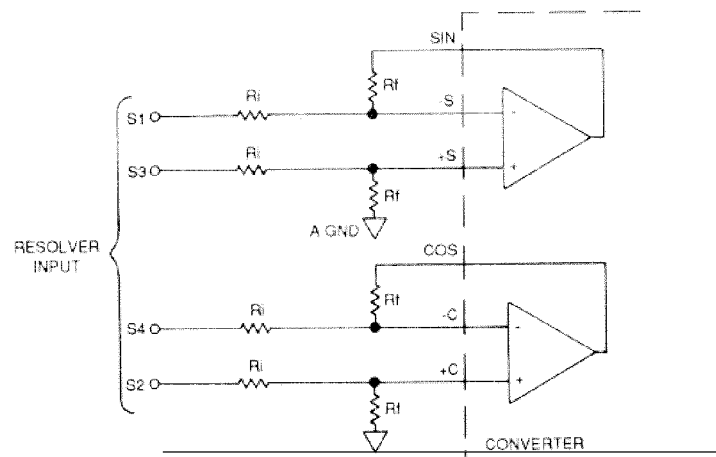 SIN
Rf
Ri
-S
S1
-
Ri
+S
S3
+
Rf
A GND
RESOLVER
INPUT
COS
Rf
Ri
-C
S4
-
Ri
+C
S2
+
Rf
CONVERTER